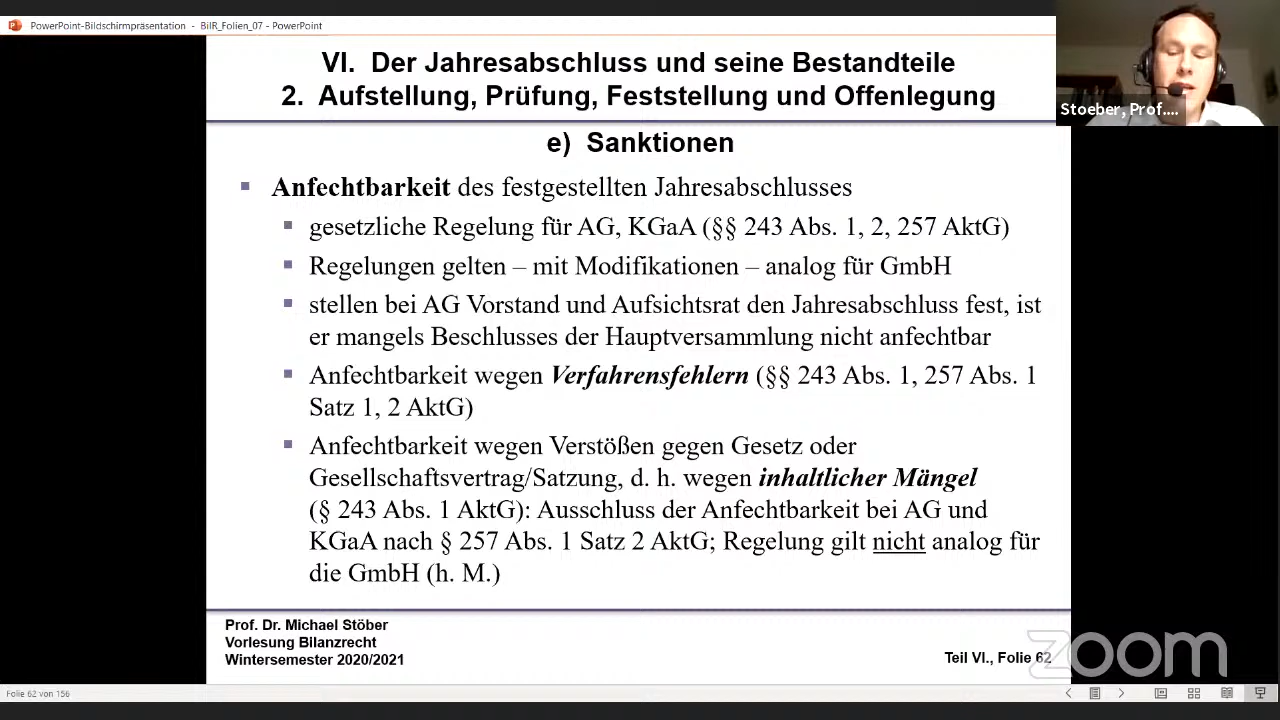 PowerPoint-Bildschirmpräsentation - BilR_Folien_07 - PowerPoint
VI. Der Jahresabschluss und seine Bestandteile
2. Aufstellung, Prüfung, Feststellung und Offenlegung
Stoeber, Prof....
e) Sanktionen
Anfechtbarkeit des festgestellten Jahresabschlusses
gesetzliche Regelung für AG, KGaA (§§ 243 Abs. 1, 2, 257 AktG)
Regelungen gelten – mit Modifikationen – analog für GmbH
stellen bei AG Vorstand und Aufsichtsrat den Jahresabschluss fest, ist
er mangels Beschlusses der Hauptversammlung nicht anfechtbar
Anfechtbarkeit wegen Verfahrensfehlern (§§ 243 Abs. 1, 257 Abs. 1
Satz 1, 2 AktG)
Anfechtbarkeit wegen Verstößen gegen Gesetz oder
Gesellschaftsvertrag/Satzung, d. h. wegen inhaltlicher Mängel
(§ 243 Abs. 1 AktG): Ausschluss der Anfechtbarkeit bei AG und
KGaA nach § 257 Abs. 1 Satz 2 AktG; Regelung gilt nicht analog für
die GmbH (h. M.)
Prof. Dr. Michael Stöber
Vorlesung Bilanzrecht
Wintersemester 2020/2021
Teil VI., Folie 62
zoom
Folie 62 von 156